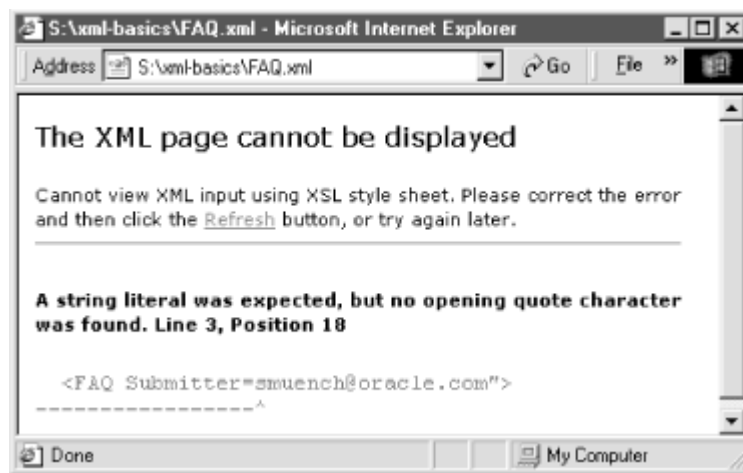 S:\xml-basics\FAQ.xml - Microsoft Internet Explorer
Address S:\xml-basics\FAQ.xml Go File »
The XML page cannot be displayed
Cannot view XML input using XSL style sheet. Please correct the error
and then click the Refresh button, or try again later.
A string literal was expected, but no opening quote character
was found. Line 3, Position 18
<FAQ Submitter=smuench@oracle.com">
-----------------^
Done My Computer